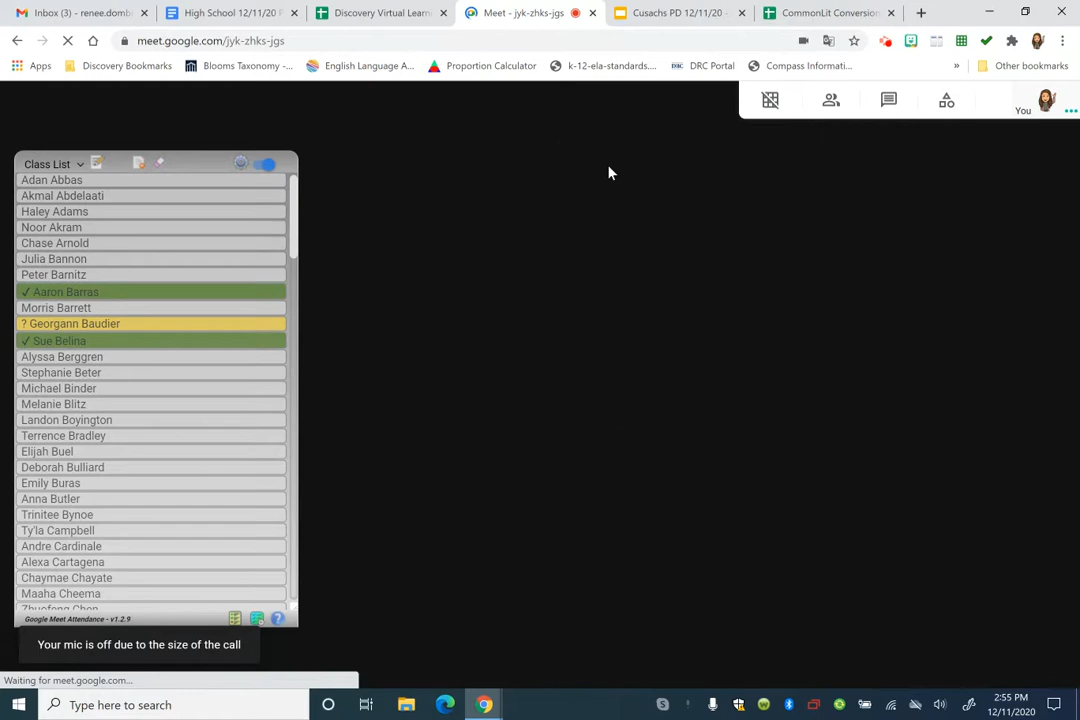 Inbox (3) - renee.domb
High School 12/11/20 P
Discovery Virtual Learni
Meet - jyk-zhks-jgs
Cusachs PD 12/11/20 -
CommonLit Conversion
meet.google.com/jyk-zhks-jgs
Apps
Discovery Bookmarks
Blooms Taxonomy -...
English Language A...
Proportion Calculator
k-12-ela-standards....
DRC Portal
Compass Informati...
»
Other bookmarks
You
Class List
Adan Abbas
Akmal Abdelaati
Haley Adams
Noor Akram
Chase Arnold
Julia Bannon
Peter Barnitz
✓ Aaron Barras
Morris Barrett
? Georgann Baudier
✓ Sue Belina
Alyssa Berggren
Stephanie Beter
Michael Binder
Melanie Blitz
Landon Boyington
Terrence Bradley
Elijah Buel
Deborah Bulliard
Emily Buras
Anna Butler
Trinitee Bynoe
Ty'la Campbell
Andre Cardinale
Alexa Cartagena
Chaymae Chayate
Maaha Cheema
Zhuofeng Chen
Google Meet Attendance - v1.2.9
Your mic is off due to the size of the call
Waiting for meet.google.com...
Type here to search
2:55 PM
12/11/2020